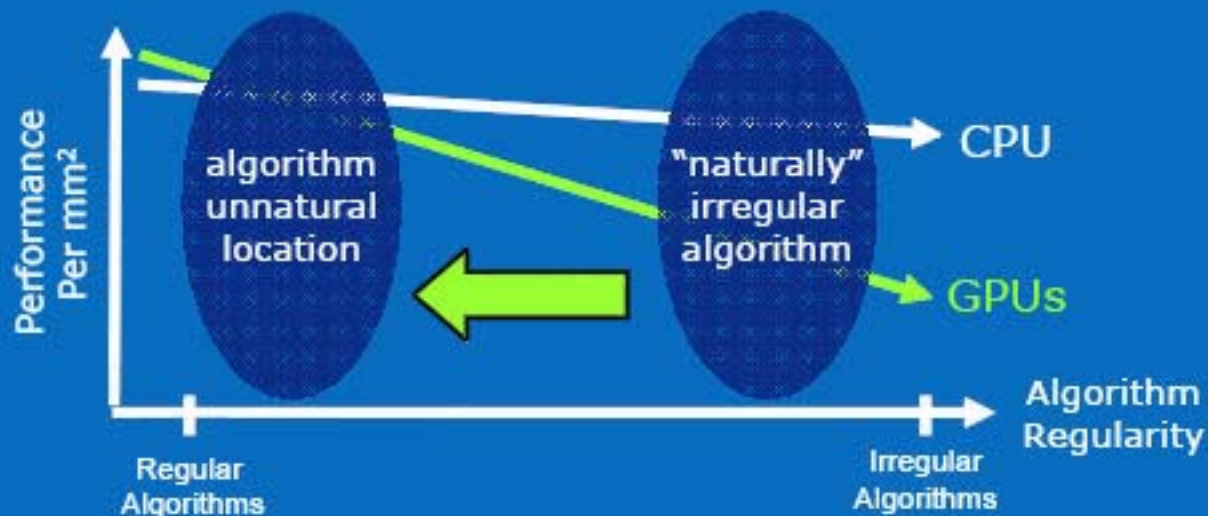 Performance
Per mm²
algorithm
unnatural
location
"naturally"
irregular
algorithm
CPU
GPUs
Algorithm
Regularity
Regular
Algorithms
Irregular
Algorithms